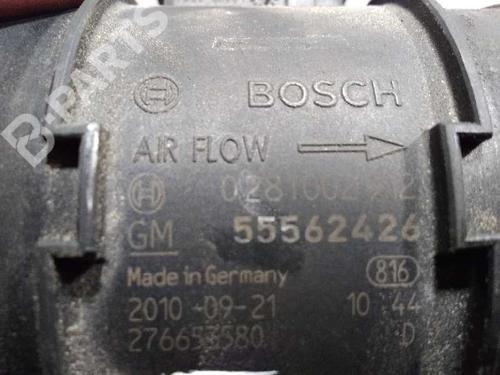 BOSCH
AIR FLOW
GM 55562426
Made in Germany 816
2010-09-21 10:44
D
B-PARTS